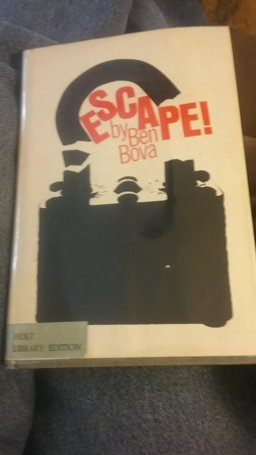 ESCAPE!
by Ben
Bova
HOLT
LIBRARY EDITION